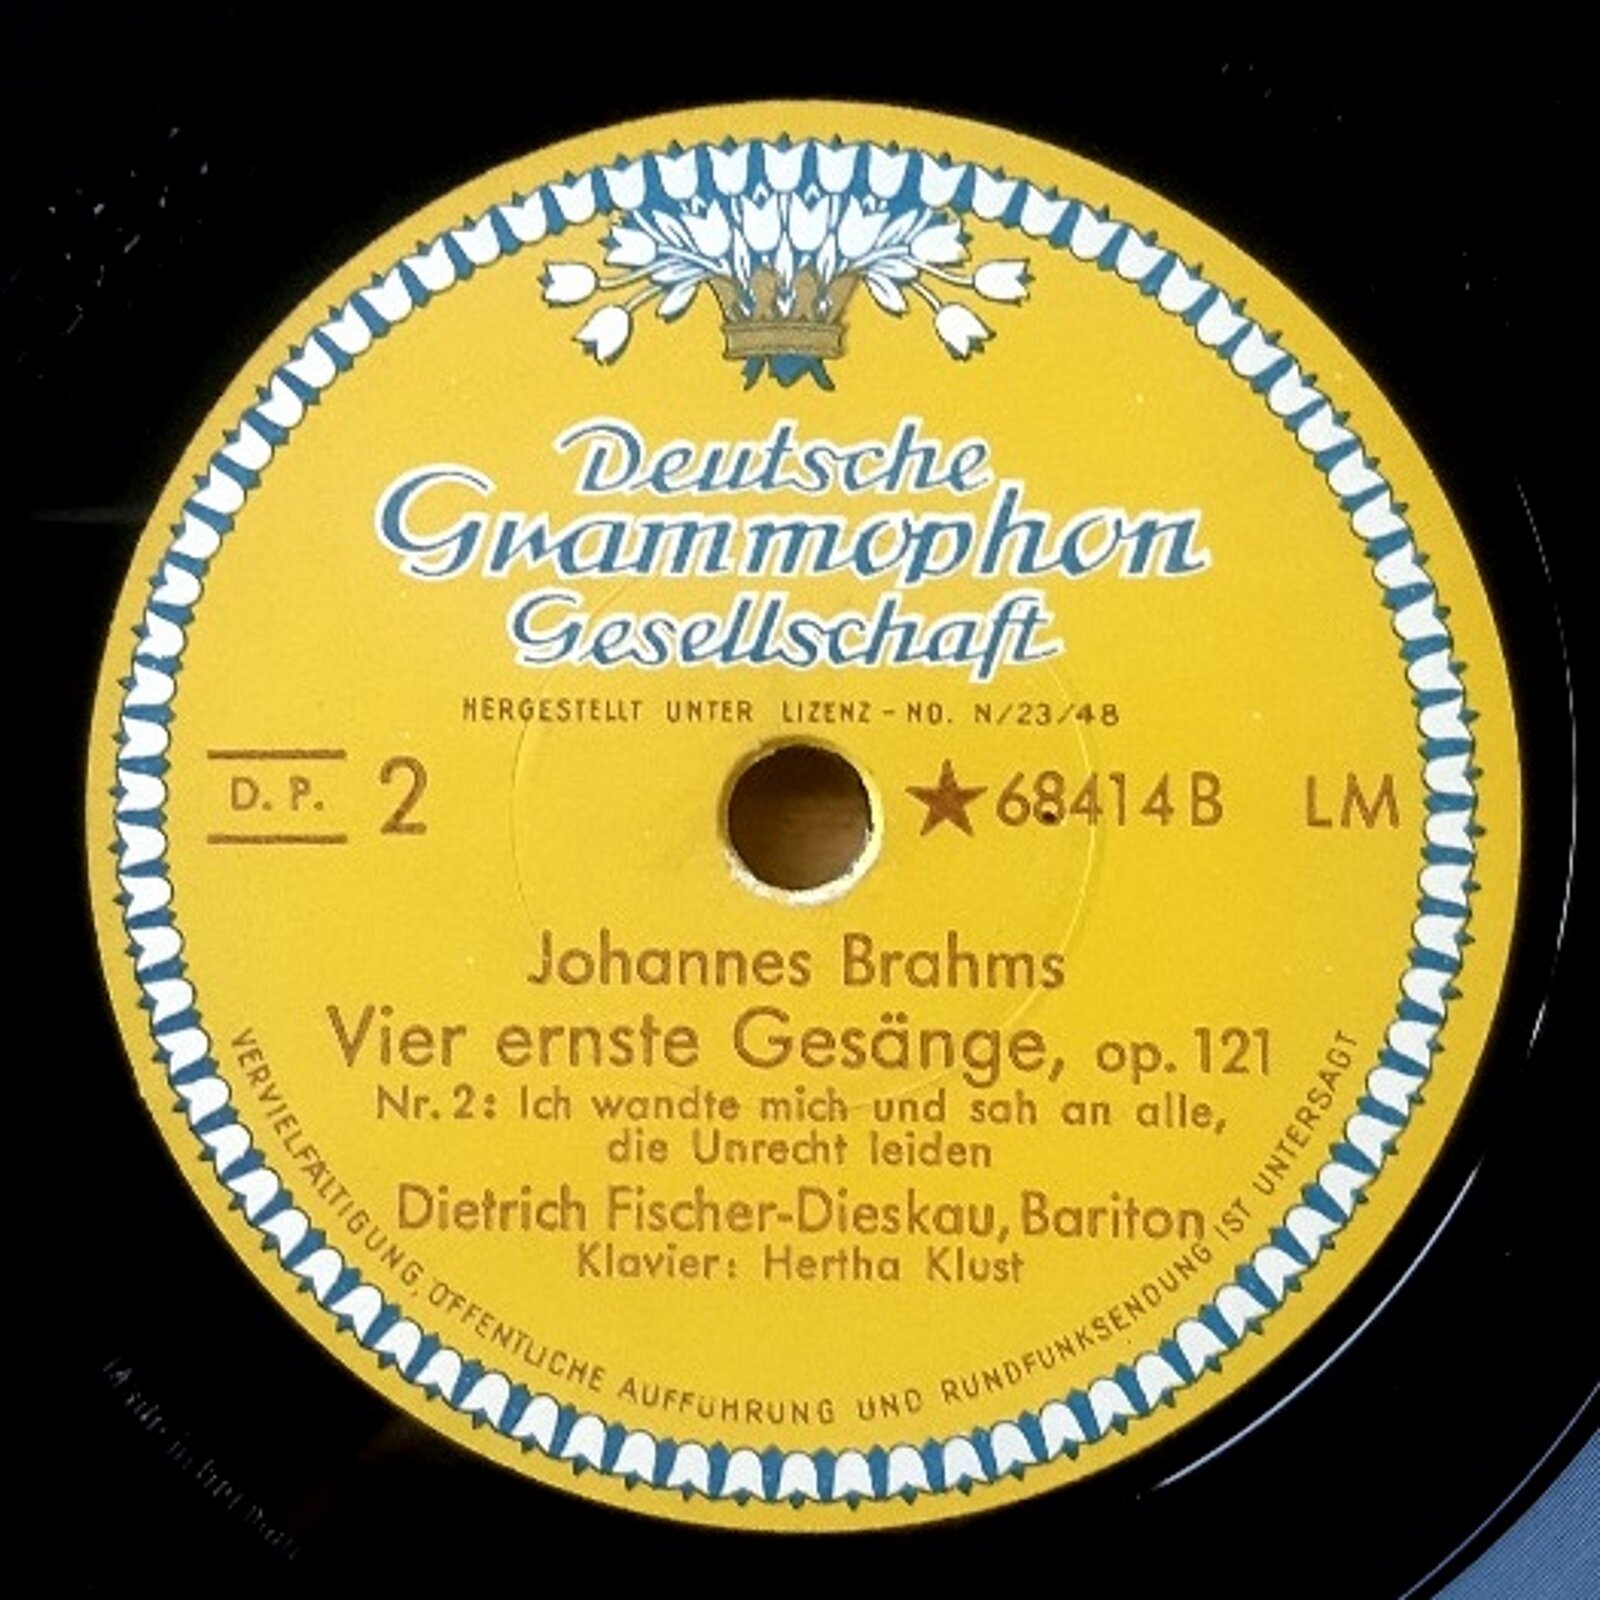 Deutsche
Grammophon
Gesellschaft
HERGESTELLT UNTER LIZENZ-NO. N/23/48
D. P. 2 ★68414B LM
Johannes Brahms
Vier ernste Gesänge, op. 121
Nr. 2: Ich wandte mich und sah an alle,
die Unrecht leiden
Dietrich Fischer-Dieskau, Bariton
Klavier: Hertha Klust
VERVIELFÄLTIGUNG, ÖFFENTLICHE AUFFÜHRUNG UND RUNDFUNKSENDUNG IST UNTERSAGT